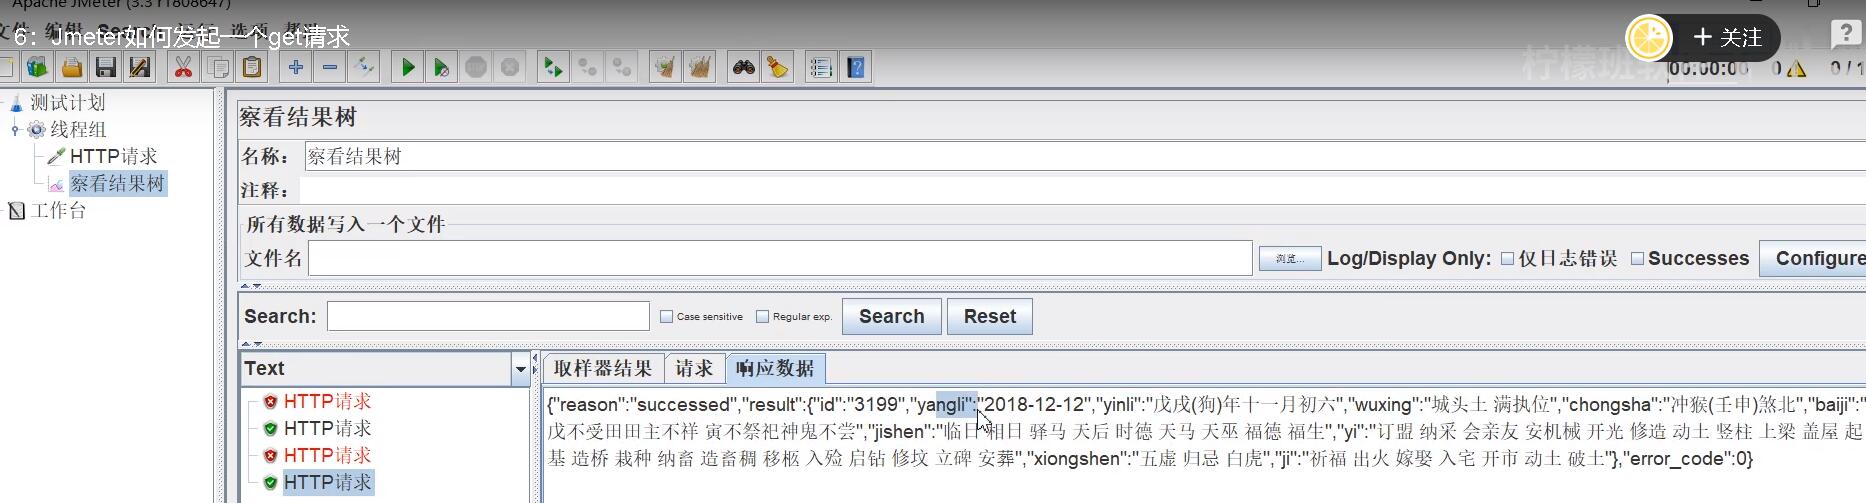 Apache JMeter (3.3 r1808647)
6：Jmeter如何发起一个get请求
+ 关注
柠檬班软
00:00:00 0 0 / 1
测试计划
线程组
HTTP请求
察看结果树
工作台
察看结果树
名称： 察看结果树
注释：
所有数据写入一个文件
文件名 浏览... Log/Display Only: 仅日志错误 Successes Configure
Search: Case sensitive Regular exp. Search Reset
Text
HTTP请求
HTTP请求
HTTP请求
HTTP请求
取样器结果 请求 响应数据
{"reason":"successed","result":{"id":"3199","yangli":"2018-12-12","yinli":"戊戌(狗)年十一月初六","wuxing":"城头土 满执位","chongsha":"冲猴(壬申)煞北","baiji":"
戊不受田田主不祥 寅不祭祀神鬼不尝","jishen":"临日 相日 驿马 天后 时德 天马 天巫 福德 福生","yi":"订盟 纳采 会亲友 安机械 开光 修造 动土 竖柱 上梁 盖屋 起
基 造桥 栽种 纳畜 造畜稠 移柩 入殓 启钻 修坟 立碑 安葬","xiongshen":"五虚 归忌 白虎","ji":"祈福 出火 嫁娶 入宅 开市 动土 破土"},"error_code":0}